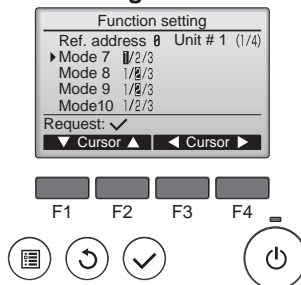 Function setting
Ref. address 0 Unit # 1 (1/4)
Mode 7 1/2/3
Mode 8 1/2/3
Mode 9 1/2/3
Mode10 1/2/3
Request: ✓
▼ Cursor ▲ ◀ Cursor ▶
F1 F2 F3 F4